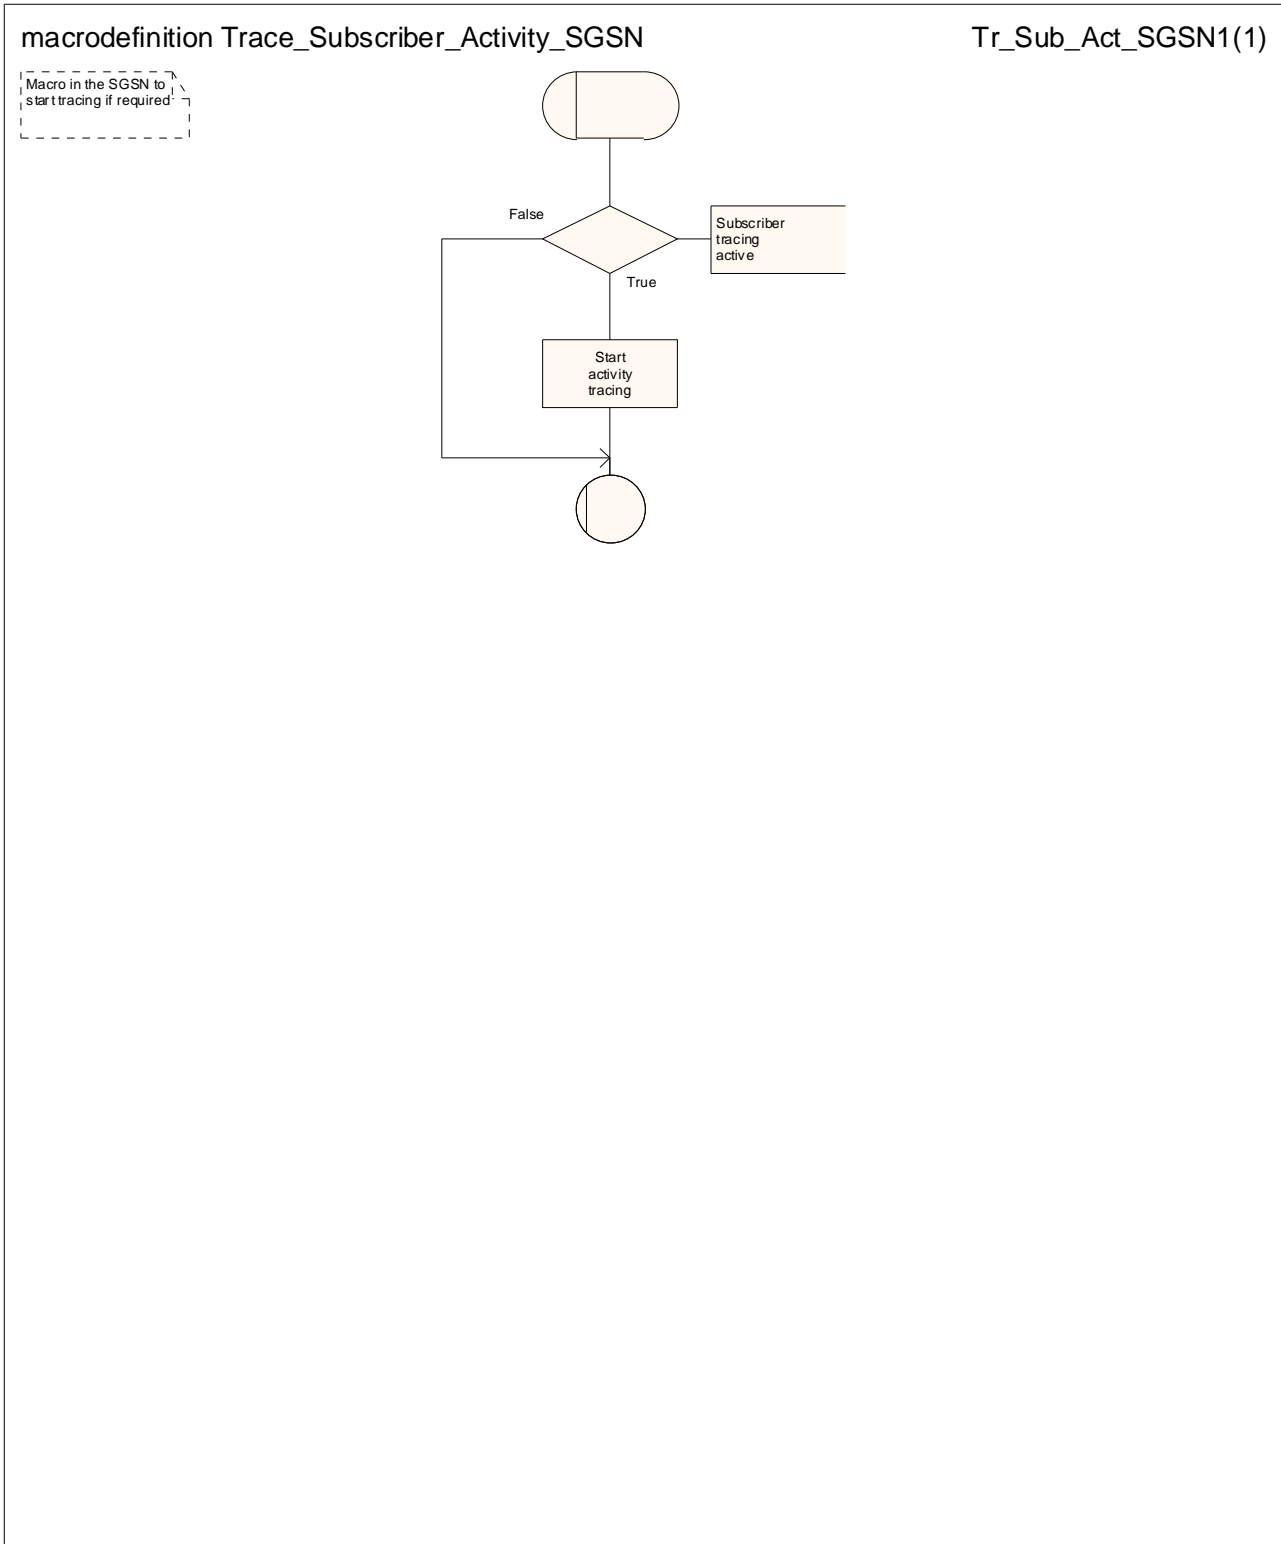 macrodefinition Trace_Subscriber_Activity_SGSN
Tr_Sub_Act_SGSN1(1)
Macro in the SGSN to
start tracing if required
False
Subscriber
tracing
active
True
Start
activity
tracing